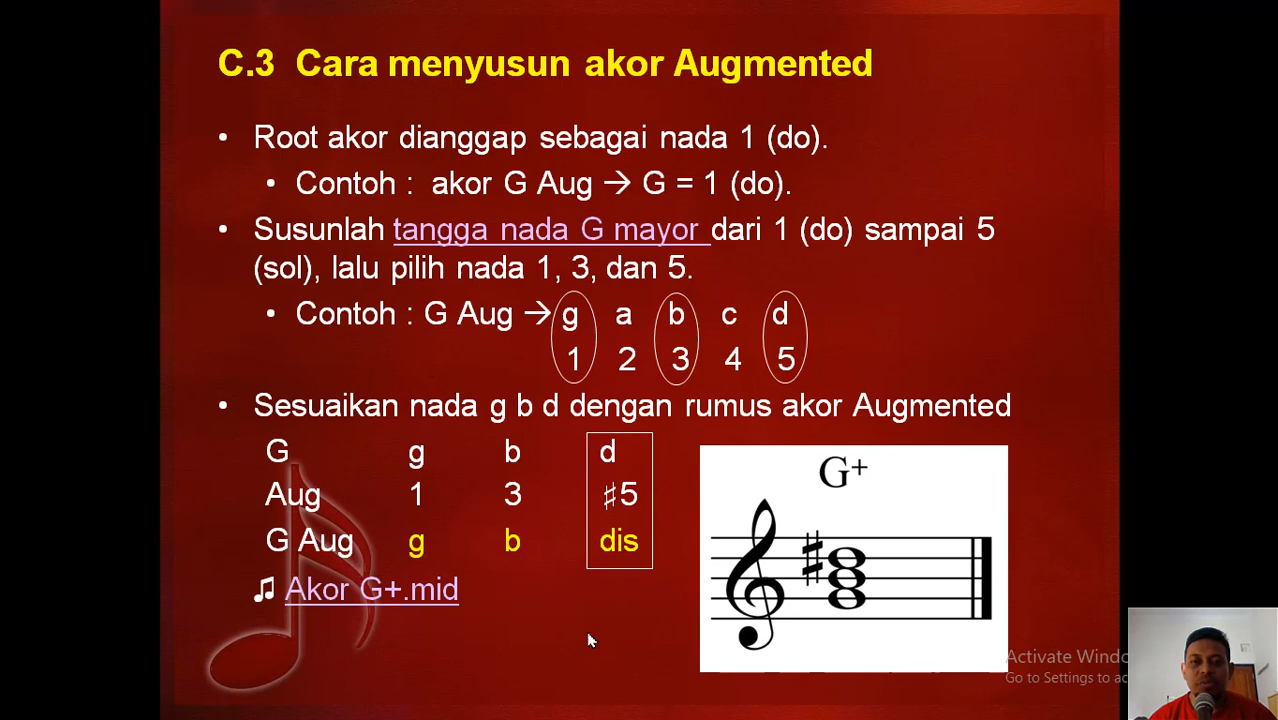 C.3 Cara menyusun akor Augmented
• Root akor dianggap sebagai nada 1 (do).
• Contoh : akor G Aug → G = 1 (do).
• Susunlah tangga nada G mayor dari 1 (do) sampai 5
(sol), lalu pilih nada 1, 3, dan 5.
• Contoh : G Aug → g a b c d
1 2 3 4 5
• Sesuaikan nada g b d dengan rumus akor Augmented
G g b d
Aug 1 3 ♯5
G Aug g b dis
♫ Akor G+.mid
G+
Activate Windo
Go to Settings to ac